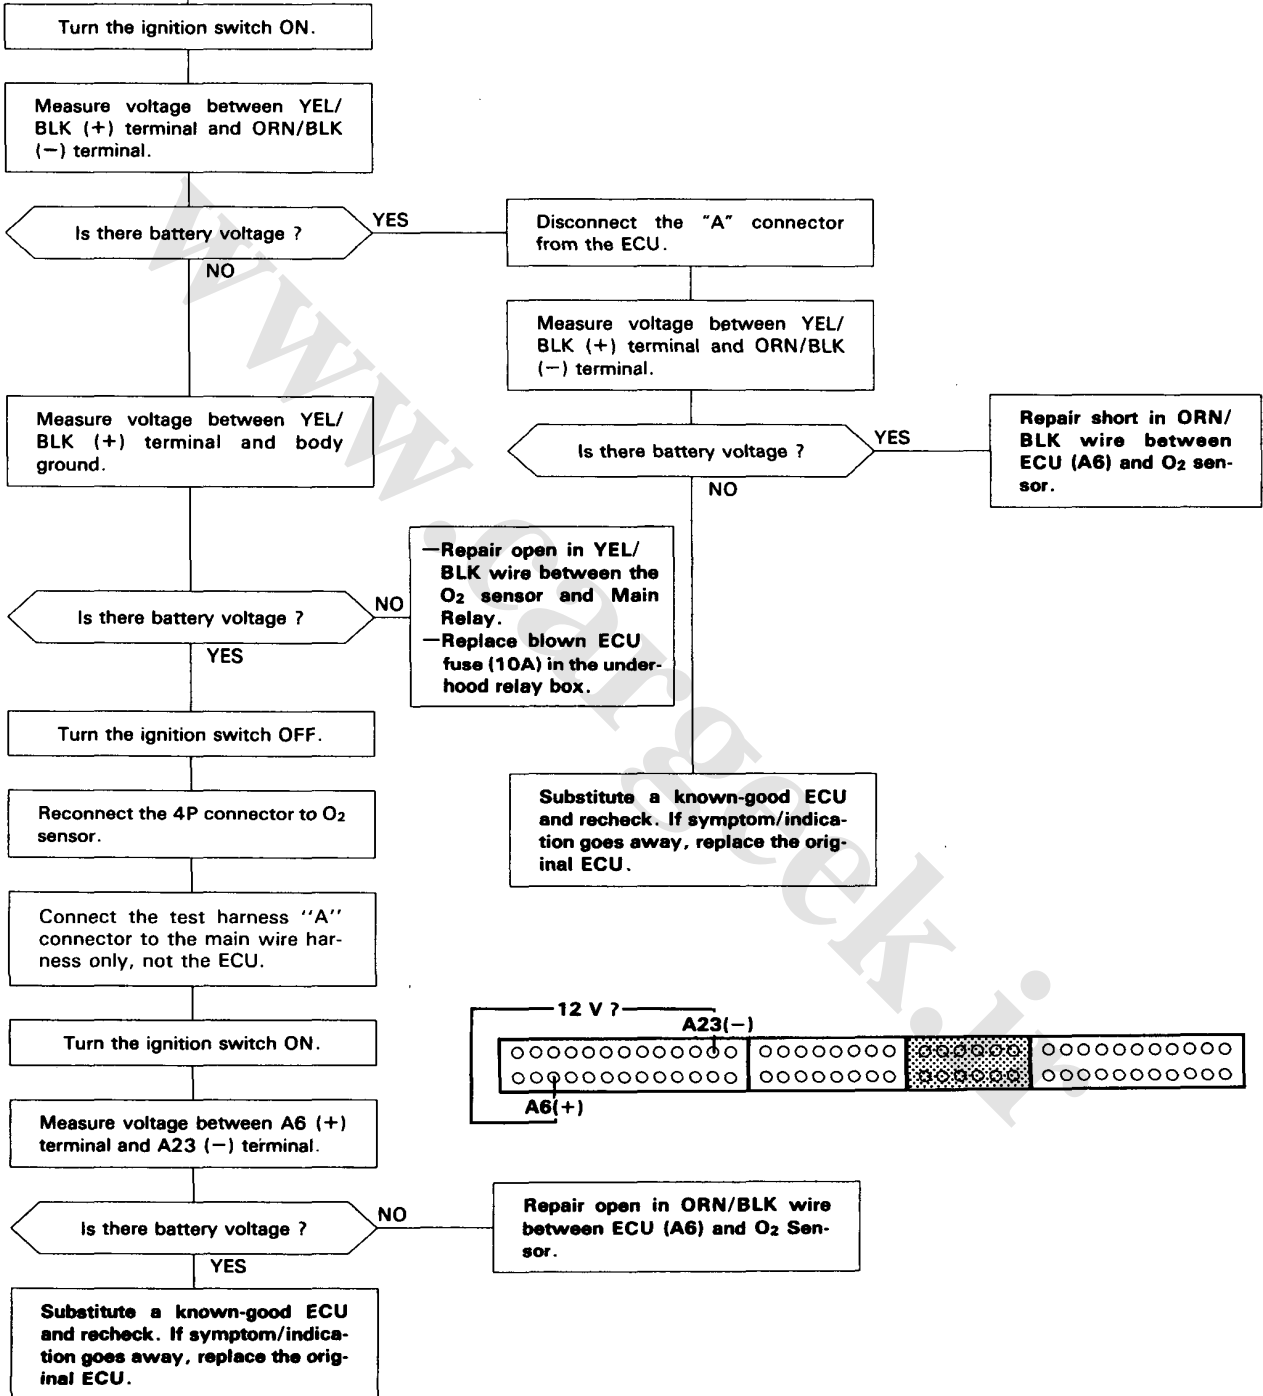 Turn the ignition switch ON.
Measure voltage between YEL/
BLK (+) terminal and ORN/BLK
(−) terminal.
Is there battery voltage ?
YES
NO
Disconnect the "A" connector
from the ECU.
Measure voltage between YEL/
BLK (+) terminal and ORN/BLK
(−) terminal.
Is there battery voltage ?
YES
NO
Repair short in ORN/
BLK wire between
ECU (A6) and O2 sen-
sor.
Measure voltage between YEL/
BLK (+) terminal and body
ground.
Is there battery voltage ?
NO
YES
—Repair open in YEL/
BLK wire between the
O2 sensor and Main
Relay.
—Replace blown ECU
fuse (10A) in the under-
hood relay box.
Turn the ignition switch OFF.
Reconnect the 4P connector to O2
sensor.
Substitute a known-good ECU
and recheck. If symptom/indica-
tion goes away, replace the orig-
inal ECU.
Connect the test harness "A"
connector to the main wire har-
ness only, not the ECU.
Turn the ignition switch ON.
12 V ?
A23(−)
A6(+)
Measure voltage between A6 (+)
terminal and A23 (−) terminal.
Is there battery voltage ?
NO
YES
Repair open in ORN/BLK wire
between ECU (A6) and O2 Sen-
sor.
Substitute a known-good ECU
and recheck. If symptom/indica-
tion goes away, replace the orig-
inal ECU.
www.cargeek.ir